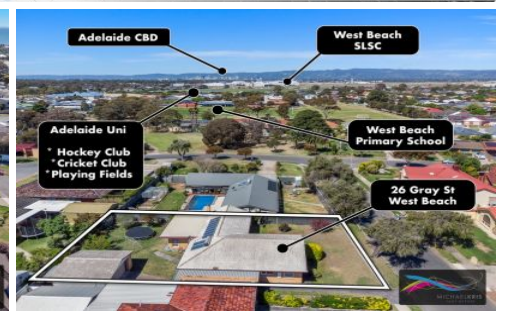 Adelaide CBD
West Beach
SLSC
Adelaide Uni
* Hockey Club
*Cricket Club
*Playing Fields
West Beach
Primary School
26 Gray St
West Beach
MICHAELKRIS